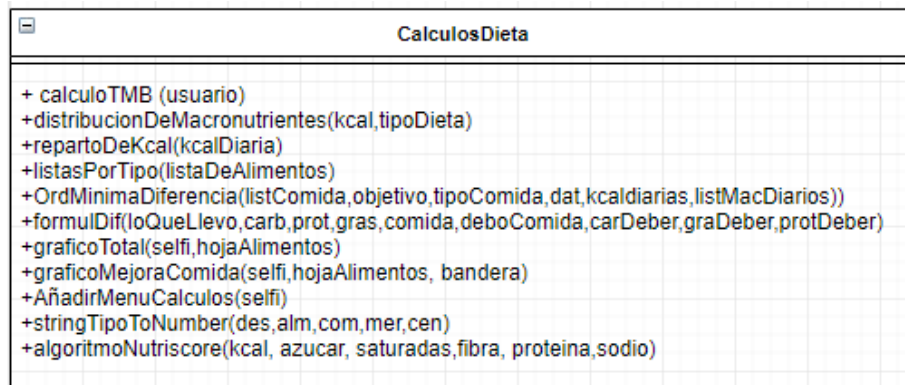 CalculosDieta
+ calculoTMB (usuario)
+distribucionDeMacronutrientes(kcal,tipoDieta)
+repartoDeKcal(kcalDiaria)
+listasPorTipo(listaDeAlimentos)
+OrdMinimaDiferencia(listComida,objetivo,tipoComida,dat,kcaldiarias,listMacDiarios))
+formulDif(loQueLlevo,carb,prot,gras,comida,deboComida,carDeber,graDeber,protDeber)
+graficoTotal(selfi,hojaAlimentos)
+graficoMejoraComida(selfi,hojaAlimentos, bandera)
+AñadirMenuCalculos(selfi)
+stringTipoToNumber(des,alm,com,mer,cen)
+algoritmoNutriscore(kcal, azucar, saturadas,fibra, proteina,sodio)